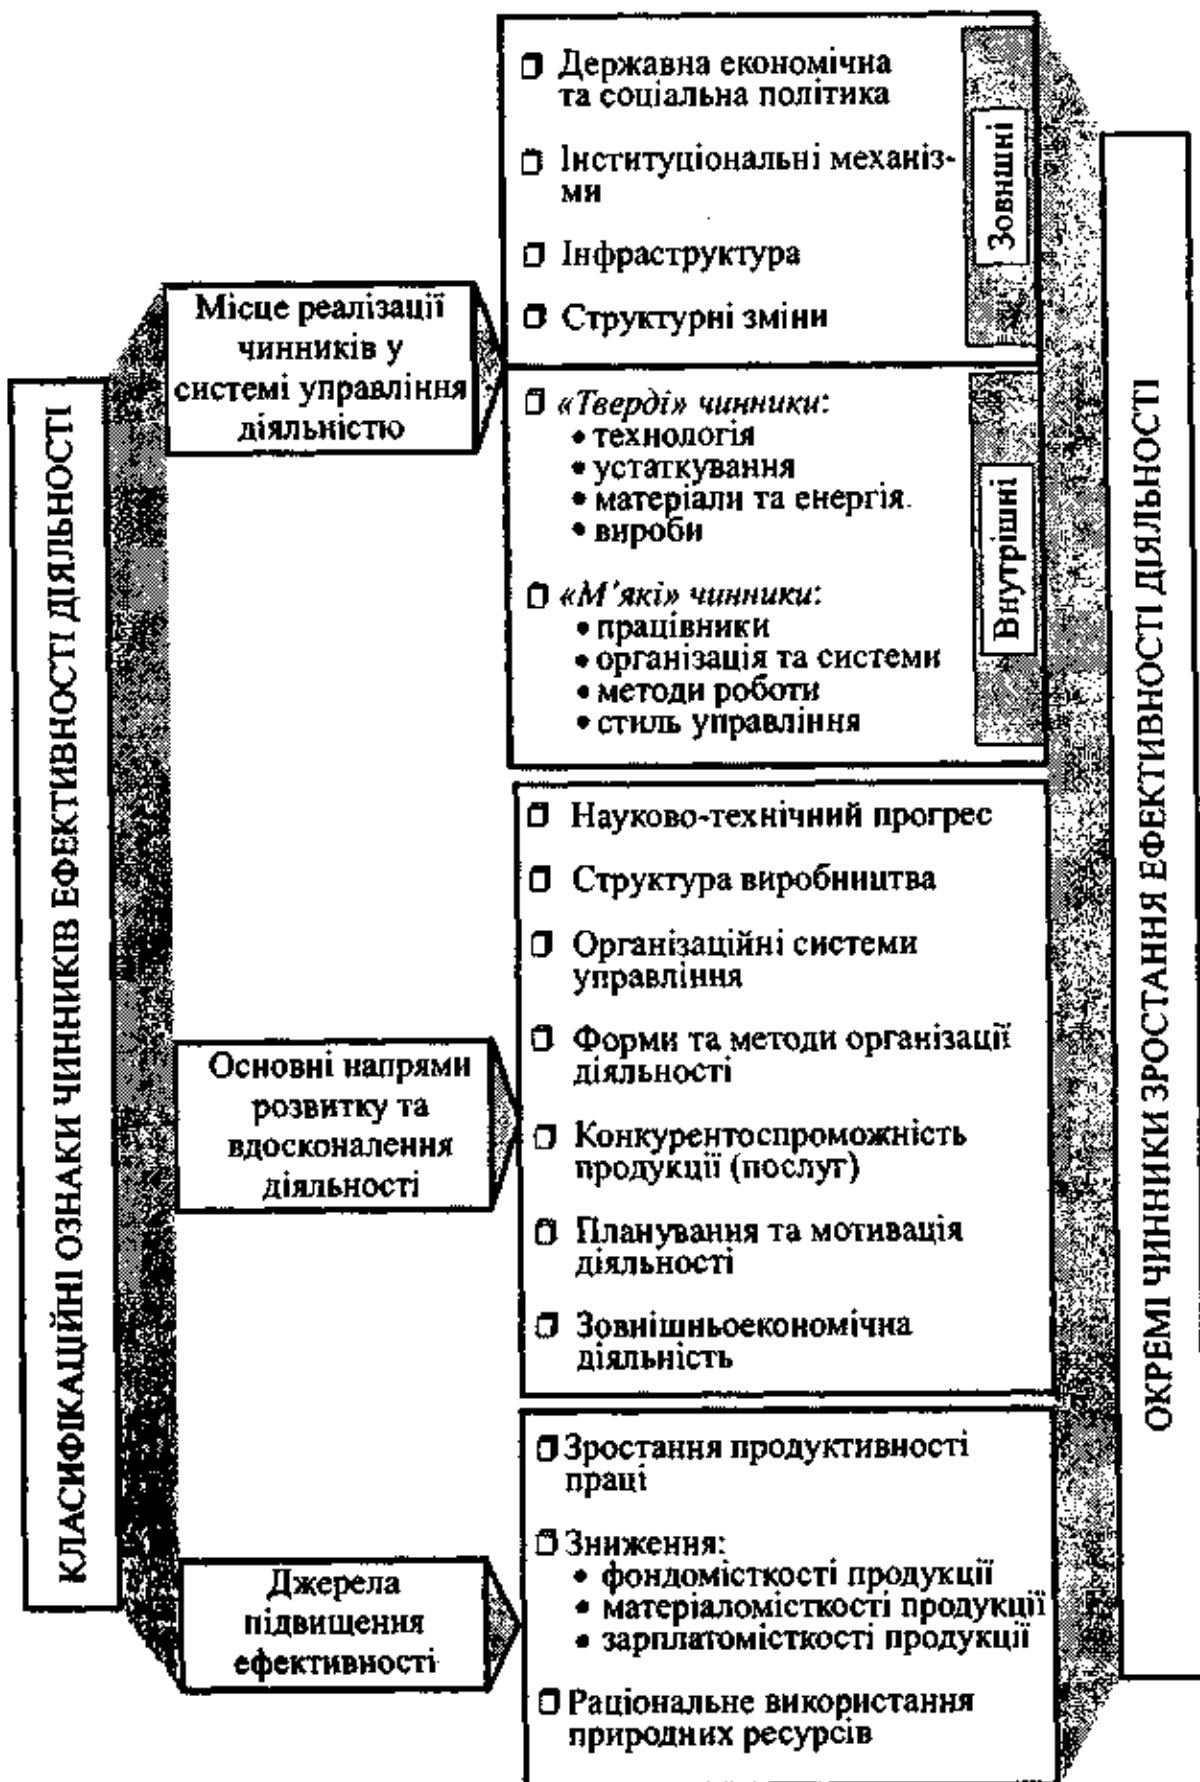 КЛАСИФІКАЦІЙНІ ОЗНАКИ ЧИННИКІВ ЕФЕКТИВНОСТІ ДІЯЛЬНОСТІ
Місце реалізації
чинників у
системі управління
діяльністю
Державна економічна
та соціальна політика
Інституціональні механіз-
ми
Інфраструктура
Структурні зміни
Зовншні
«Тверді» чинники:
• технологія
• устаткування
• матеріали та енергія
• вироби
«М'які» чинники:
• працівники
• організація та системи
• методи роботи
• стиль управління
Внутрішні
Основні напрями
розвитку та
вдосконалення
діяльності
Науково-технічний прогрес
Структура виробництва
Організаційні системи
управління
Форми та методи організації
діяльності
Конкурентоспроможність
продукції (послуг)
Планування та мотивація
діяльності
Зовнішньоекономічна
діяльність
Джерела
підвищення
ефективності
Зростання продуктивності
праці
Зниження:
• фондомісткості продукції
• матеріаломісткості продукції
• зарплатомісткості продукції
Раціональне використання
природних ресурсів
ОКРЕМІ ЧИННИКИ ЗРОСТАННЯ ЕФЕКТИВНОСТІ ДІЯЛЬНОСТІ